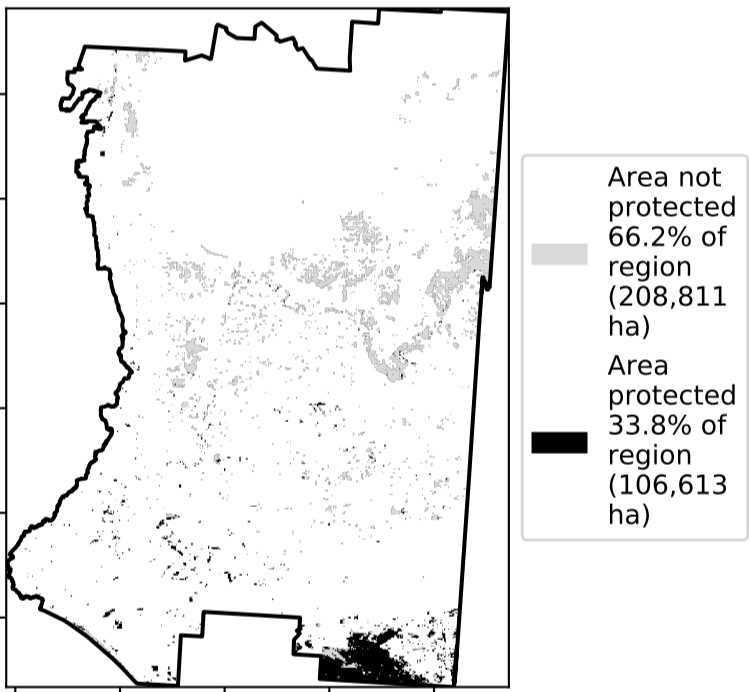 Area not
protected
66.2% of
region
(208,811
ha)
Area
protected
33.8% of
region
(106,613
ha)